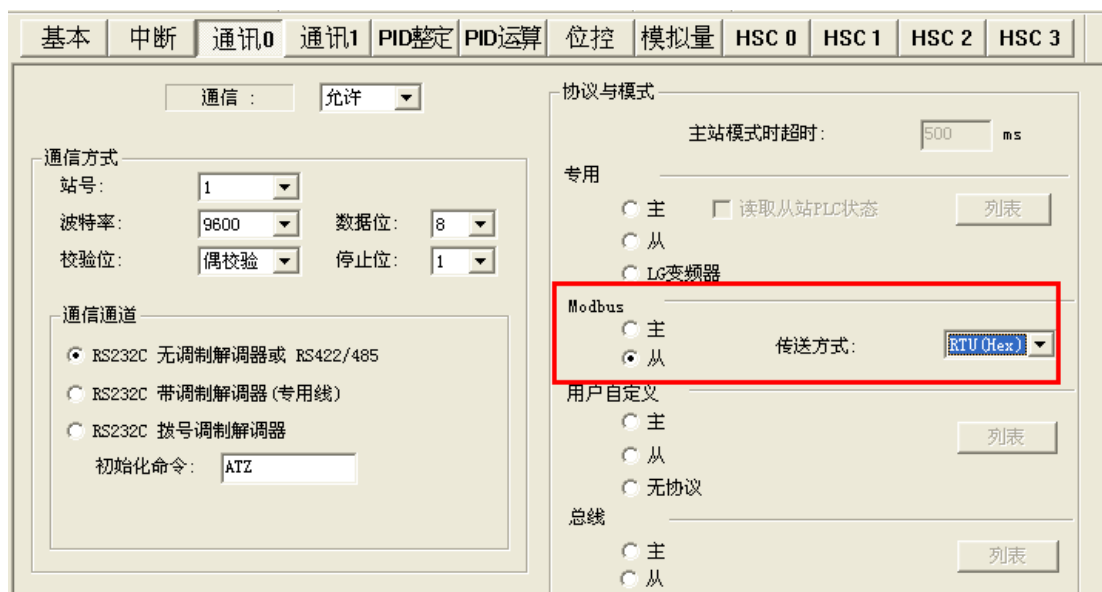 基本 中断 通讯0 通讯1 PID整定 PID运算 位控 模拟量 HSC 0 HSC 1 HSC 2 HSC 3
通信 : 允许
通信方式
站号: 1
波特率: 9600 数据位: 8
校验位: 偶校验 停止位: 1
通信通道
RS232C 无调制解调器或 RS422/485
RS232C 带调制解调器(专用线)
RS232C 拨号调制解调器
初始化命令: ATZ
协议与模式
主站模式时超时: 500 ms
专用
主 读取从站PLC状态 列表
从
LG变频器
Modbus
主
传送方式: RTU(Hex)
从
用户自定义
主
列表
从
无协议
总线
主
列表
从